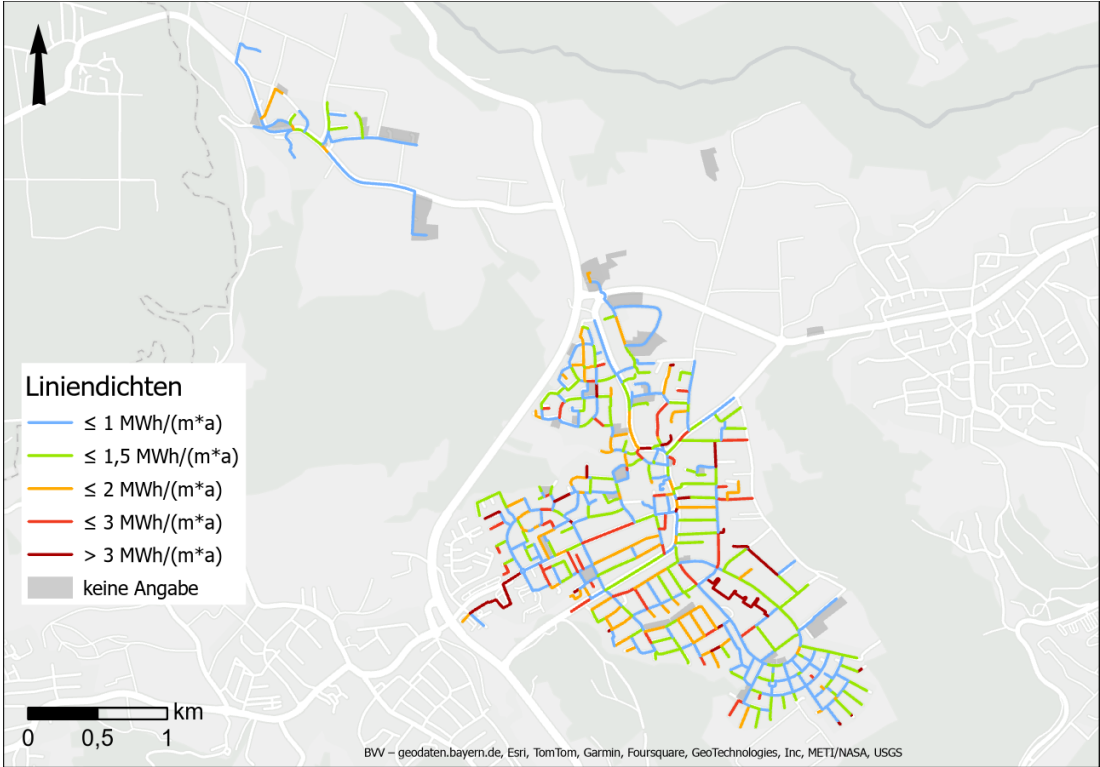 Liniendichten
≤ 1 MWh/(m*a)
≤ 1,5 MWh/(m*a)
≤ 2 MWh/(m*a)
≤ 3 MWh/(m*a)
> 3 MWh/(m*a)
keine Angabe
km
0 0,5 1
BVV – geodaten.bayern.de, Esri, TomTom, Garmin, Foursquare, GeoTechnologies, Inc, METI/NASA, USGS